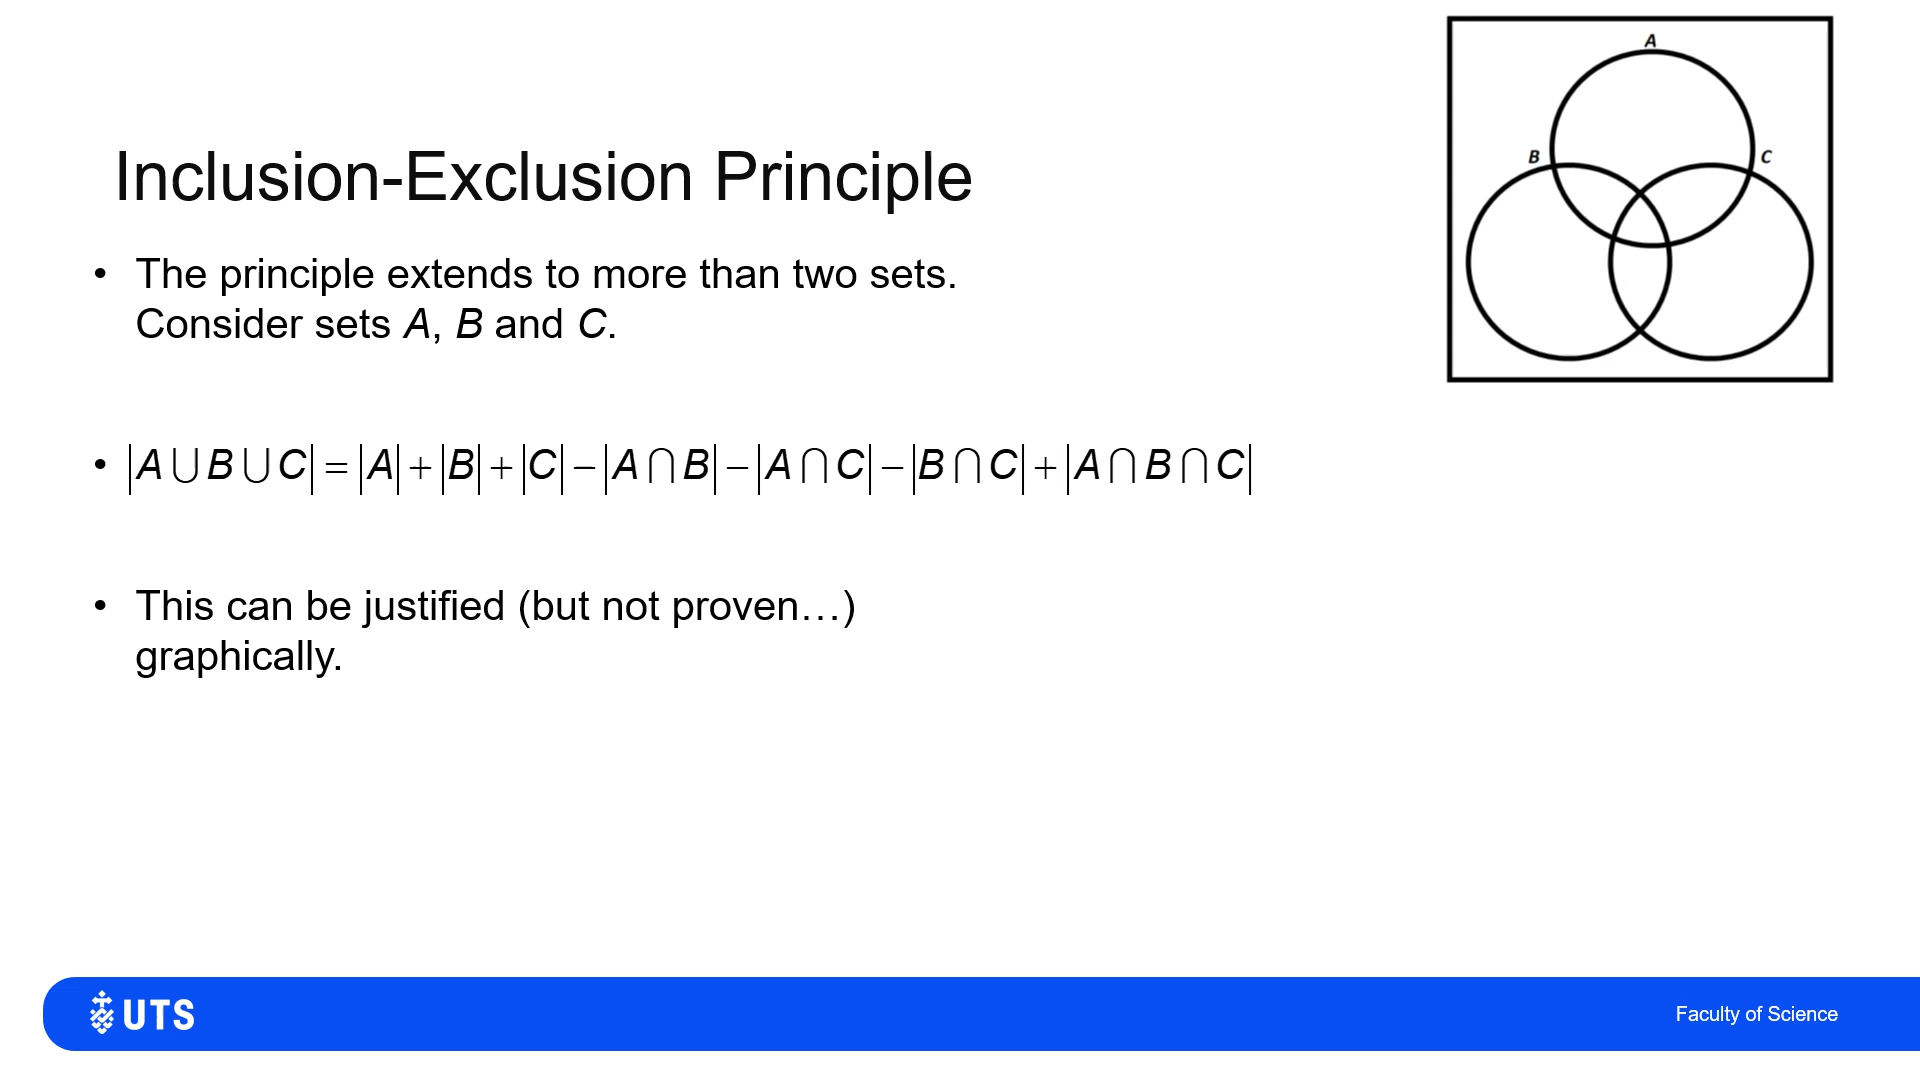 A
B
C
Inclusion-Exclusion Principle
• The principle extends to more than two sets.
Consider sets A, B and C.
• |A⋃B⋃C|=|A|+|B|+|C|−|A⋂B|−|A⋂C|−|B⋂C|+|A⋂B⋂C|
• This can be justified (but not proven…)
graphically.
UTS
Faculty of Science